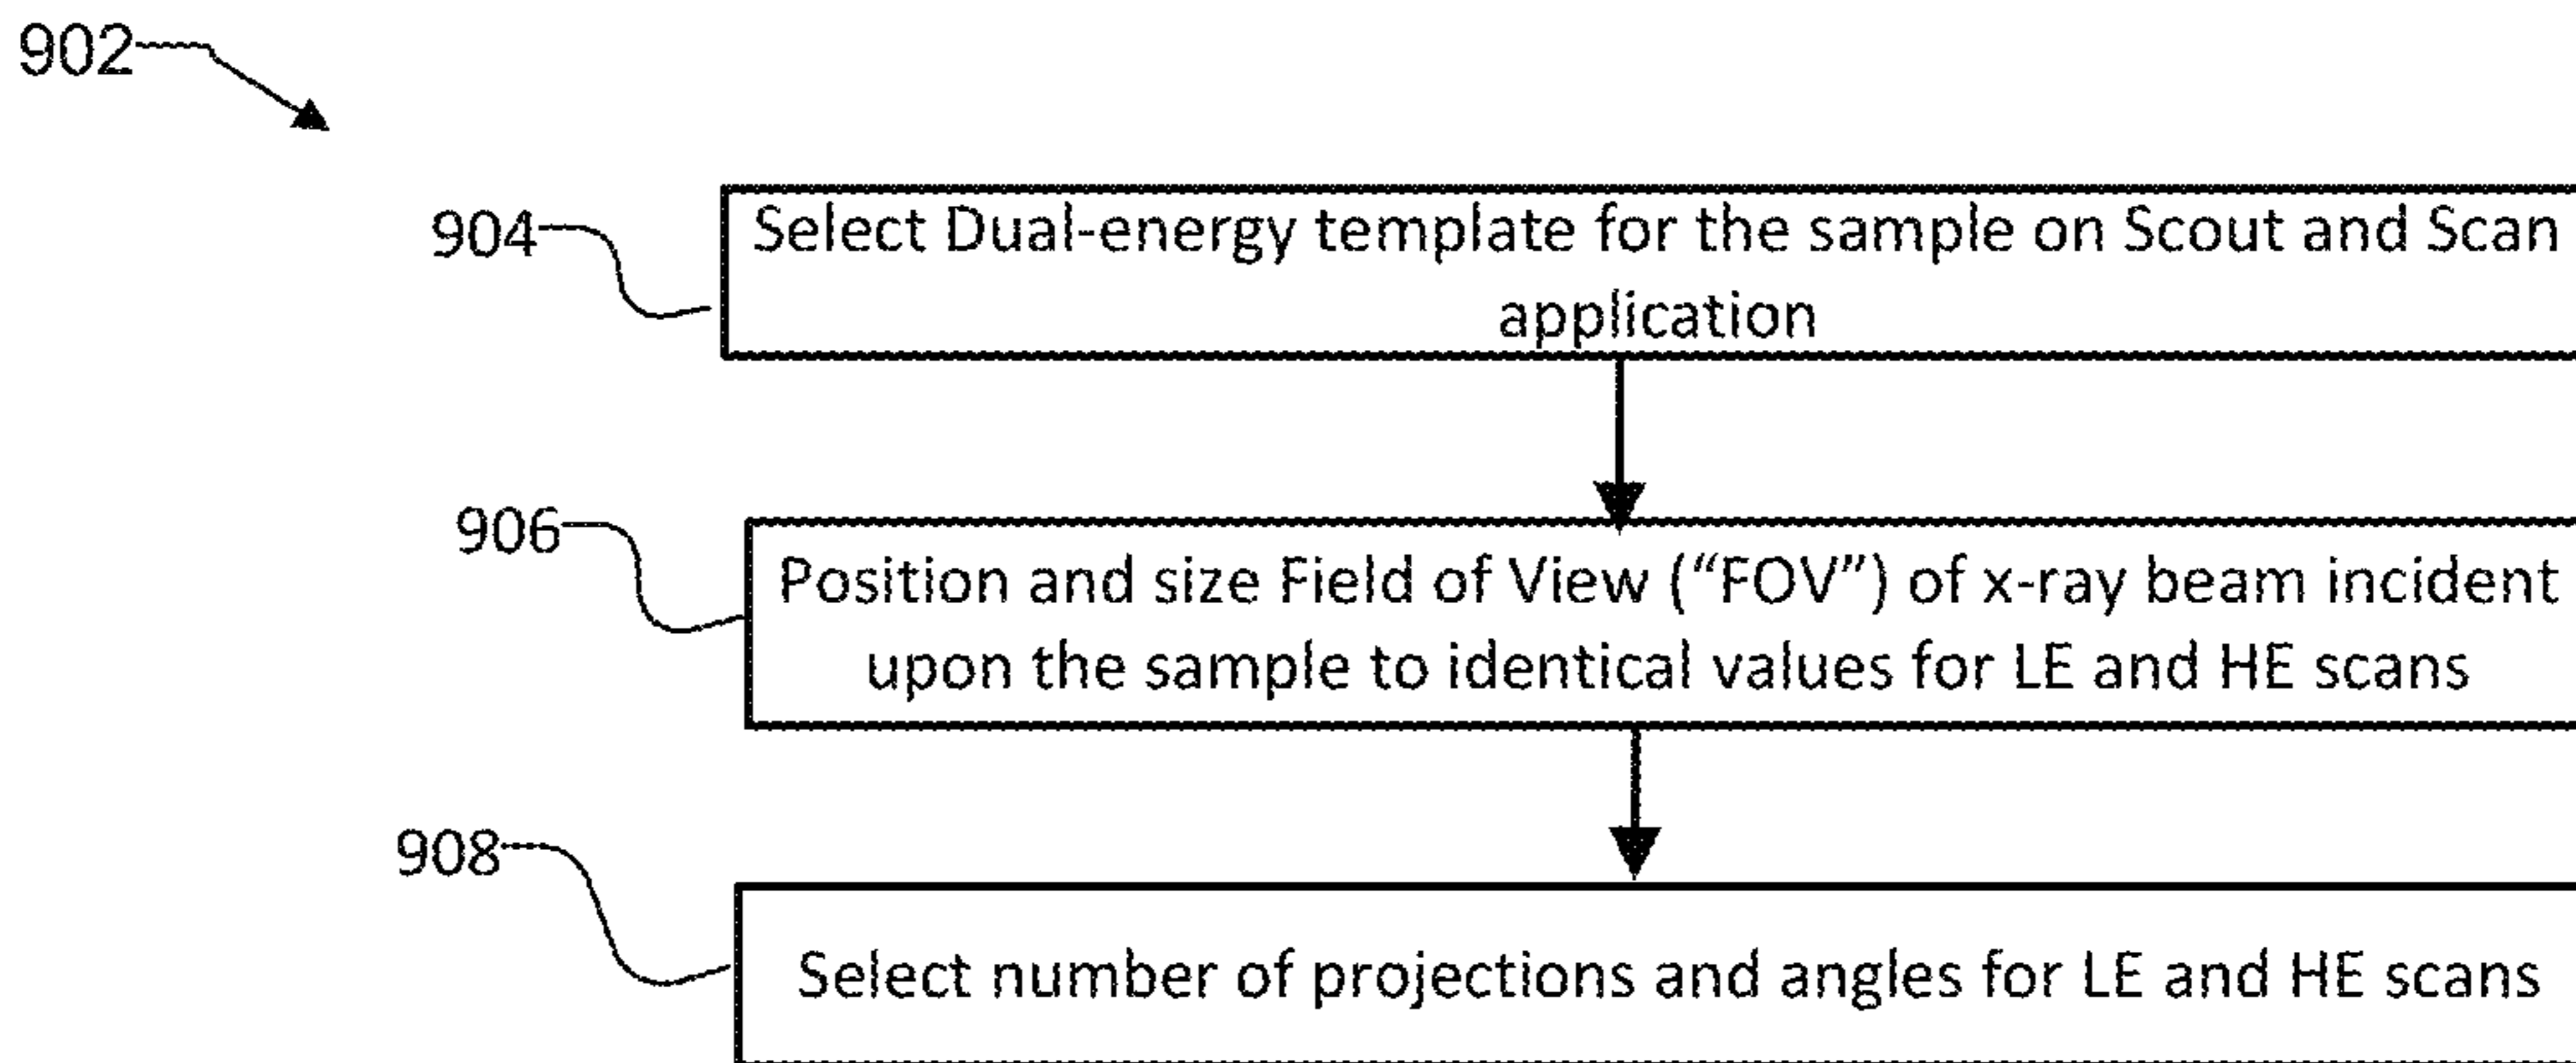 902
904
Select Dual-energy template for the sample on Scout and Scan
application
906
Position and size Field of View (“FOV”) of x-ray beam incident
upon the sample to identical values for LE and HE scans
908
Select number of projections and angles for LE and HE scans